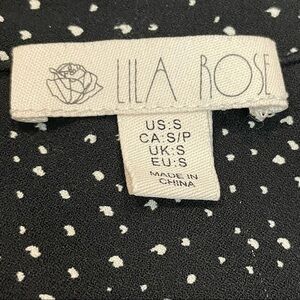 LILA ROSE
US:S
CA:S/P
UK:S
EU:S
MADE IN
CHINA